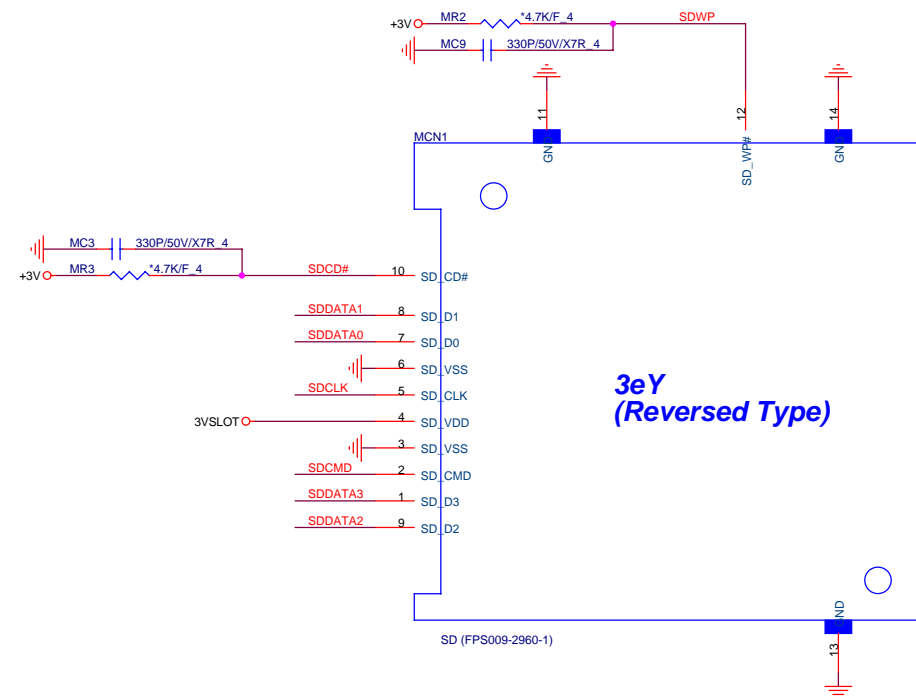 +3V MR2 *4.7K/F_4 SDWP
MC9 330P/50V/X7R_4
11 12 14
MCN1
GND SD_WP# GND
MC3 330P/50V/X7R_4
+3V MR3 *4.7K/F_4 SDCD# 10 SD_CD#
SDDATA1 8 SD_D1
SDDATA0 7 SD_D0
6 SD_VSS
SDCLK 5 SD_CLK
3VSLOT 4 SD_VDD
3 SD_VSS
SDCMD 2 SD_CMD
SDDATA3 1 SD_D3
SDDATA2 9 SD_D2
3eY
(Reversed Type)
GND
13
SD (FPS009-2960-1)